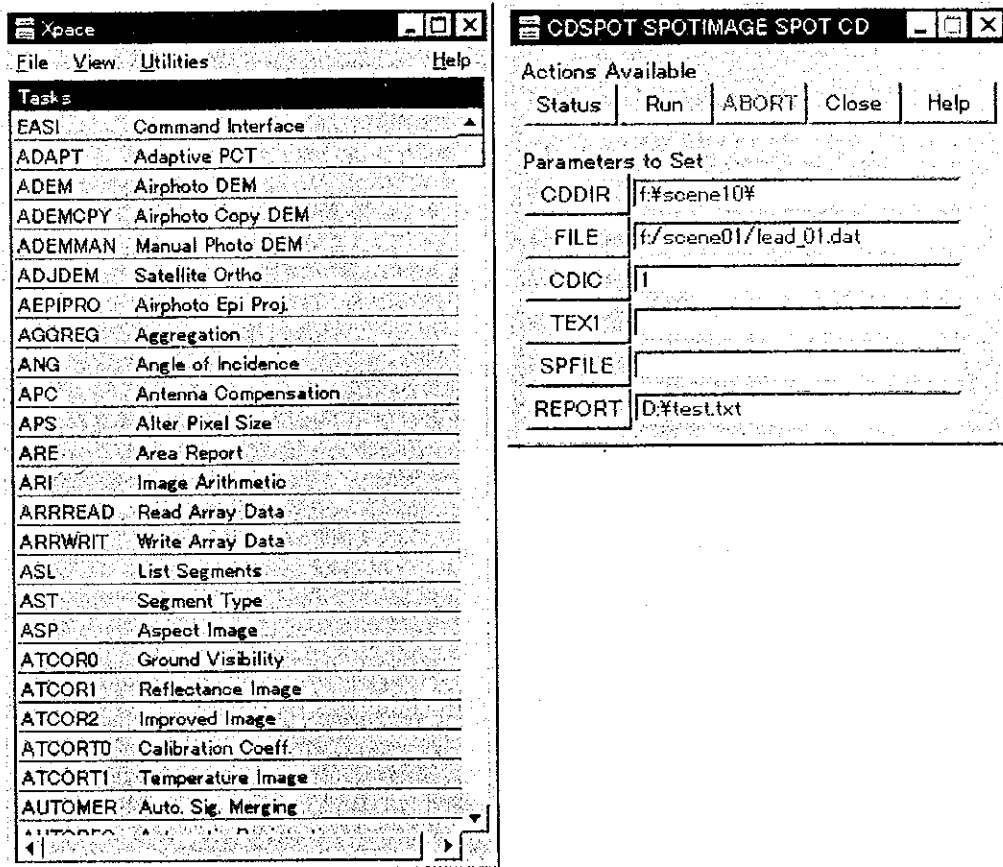 Xpace
File View Utilities Help
Tasks
EASI Command Interface
ADAPT Adaptive PCT
ADEM Airphoto DEM
ADEMCPY Airphoto Copy DEM
ADEMMAN Manual Photo DEM
ADJDEM Satellite Ortho
AEPIPRO Airphoto Epi Proj.
AGGREG Aggregation
ANG Angle of Incidence
APC Antenna Compensation
APS Alter Pixel Size
ARE Area Report
ARI Image Arithmetic
ARRREAD Read Array Data
ARRWRIT Write Array Data
ASL List Segments
AST Segment Type
ASP Aspect Image
ATCOR0 Ground Visibility
ATCOR1 Reflectance Image
ATCOR2 Improved Image
ATCORT0 Calibration Coeff.
ATCORT1 Temperature Image
AUTOMER Auto. Sig. Merging
CDSPOT SPOTIMAGE SPOT CD
Actions Available
Status Run ABORT Close Help
Parameters to Set
CDDIR f:¥scene10¥
FILE f:/scene01/lead_01.dat
CDIC 1
TEX1
SPFILE
REPORT D:¥test.txt